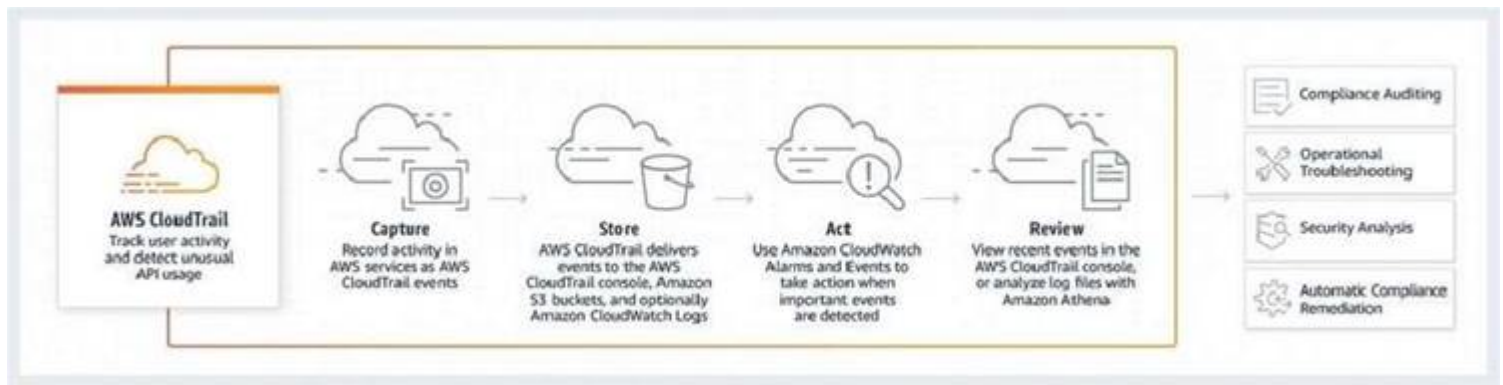 AWS CloudTrail
Track user activity
and detect unusual
API usage
Capture
Record activity in
AWS services as AWS
CloudTrail events
Store
AWS CloudTrail delivers
events to the AWS
CloudTrail console, Amazon
S3 buckets, and optionally
Amazon CloudWatch Logs
Act
Use Amazon CloudWatch
Alarms and Events to
take action when
important events
are detected
Review
View recent events in the
AWS CloudTrail console,
or analyze log files with
Amazon Athena
Compliance Auditing
Operational
Troubleshooting
Security Analysis
Automatic Compliance
Remediation